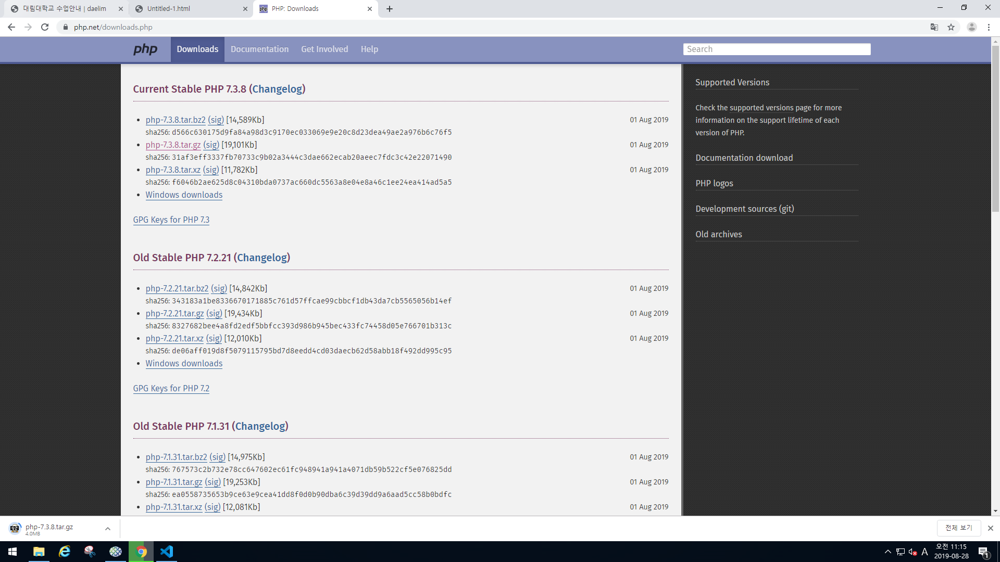 대림대학교 수업안내 | daelim
Untitled-1.html
php PHP: Downloads
php.net/downloads.php
php Downloads Documentation Get Involved Help Search
Current Stable PHP 7.3.8 (Changelog)
php-7.3.8.tar.bz2 (sig) [14,589Kb] 01 Aug 2019
sha256: d566c630175d9fa84a98d3c9170ec033069e9e20c8d23dea49ae2a976b6c76f5
php-7.3.8.tar.gz (sig) [19,101Kb] 01 Aug 2019
sha256: 31af3eff3337fb70733c9b02a3444c3dae662ecab20aeec7fdc3c42e22071490
php-7.3.8.tar.xz (sig) [11,782Kb] 01 Aug 2019
sha256: f6046b2ae625d8c04310bda0737ac660dc5563a8e04e8a46c1ee24ea414ad5a5
Windows downloads
GPG Keys for PHP 7.3
Old Stable PHP 7.2.21 (Changelog)
php-7.2.21.tar.bz2 (sig) [14,842Kb] 01 Aug 2019
sha256: 343183a1be8336670171885c761d57ffcae99cbbcf1db43da7cb5565056b14ef
php-7.2.21.tar.gz (sig) [19,434Kb] 01 Aug 2019
sha256: 8327682bee4a8fd2edf5bbfcc393d986b945bec433fc74458d05e766701b313c
php-7.2.21.tar.xz (sig) [12,010Kb] 01 Aug 2019
sha256: de06aff019d8f5079115795bd7d8eedd4cd03daecb62d58abb18f492dd995c95
Windows downloads
GPG Keys for PHP 7.2
Old Stable PHP 7.1.31 (Changelog)
php-7.1.31.tar.bz2 (sig) [14,975Kb] 01 Aug 2019
sha256: 767573c2b732e78cc647602ec61fc948941a941a4071db59b522cf5e076825dd
php-7.1.31.tar.gz (sig) [19,253Kb] 01 Aug 2019
sha256: ea0558735653b9ce63e9cea41dd8f0d0b90dba6c39d39dd9a6aad5cc58b0bdfc
php-7.1.31.tar.xz (sig) [12,081Kb] 01 Aug 2019
Supported Versions
Check the supported versions page for more
information on the support lifetime of each
version of PHP.
Documentation download
PHP logos
Development sources (git)
Old archives
GZ php-7.3.8.tar.gz
4.0MB
전체 보기
A 오전 11:15
2019-08-28
1